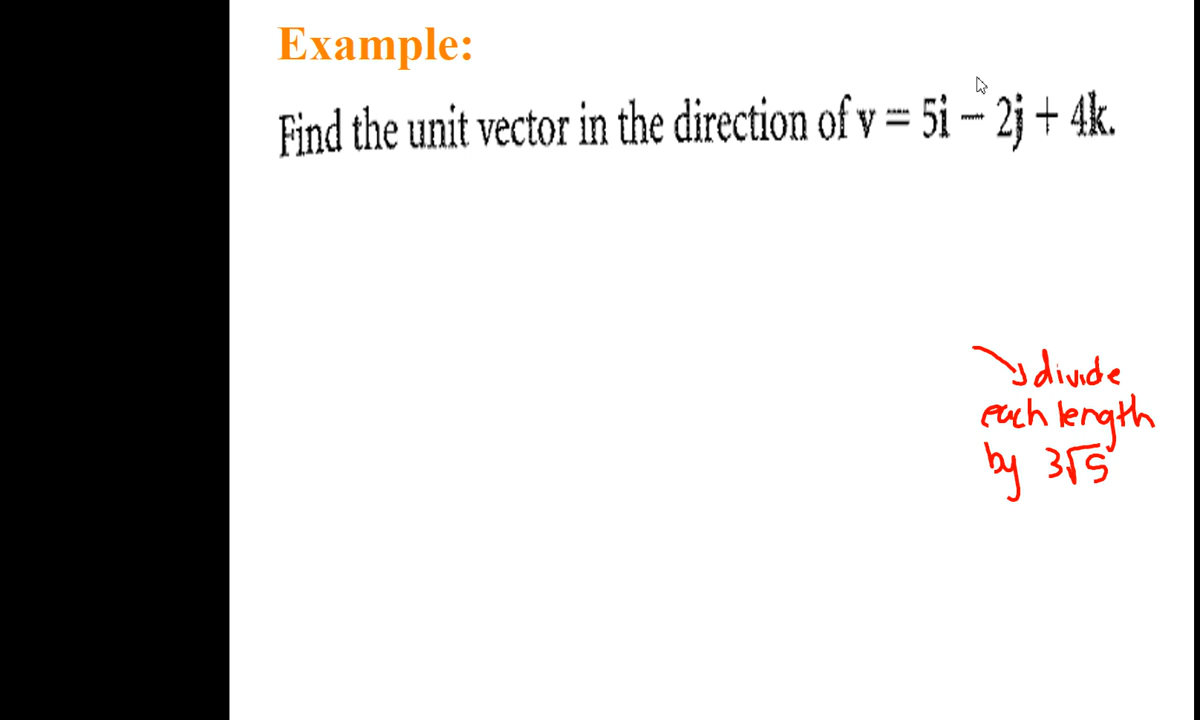 Example:
Find the unit vector in the direction of v = 5i − 2j + 4k.
divide
each length
by 3√5